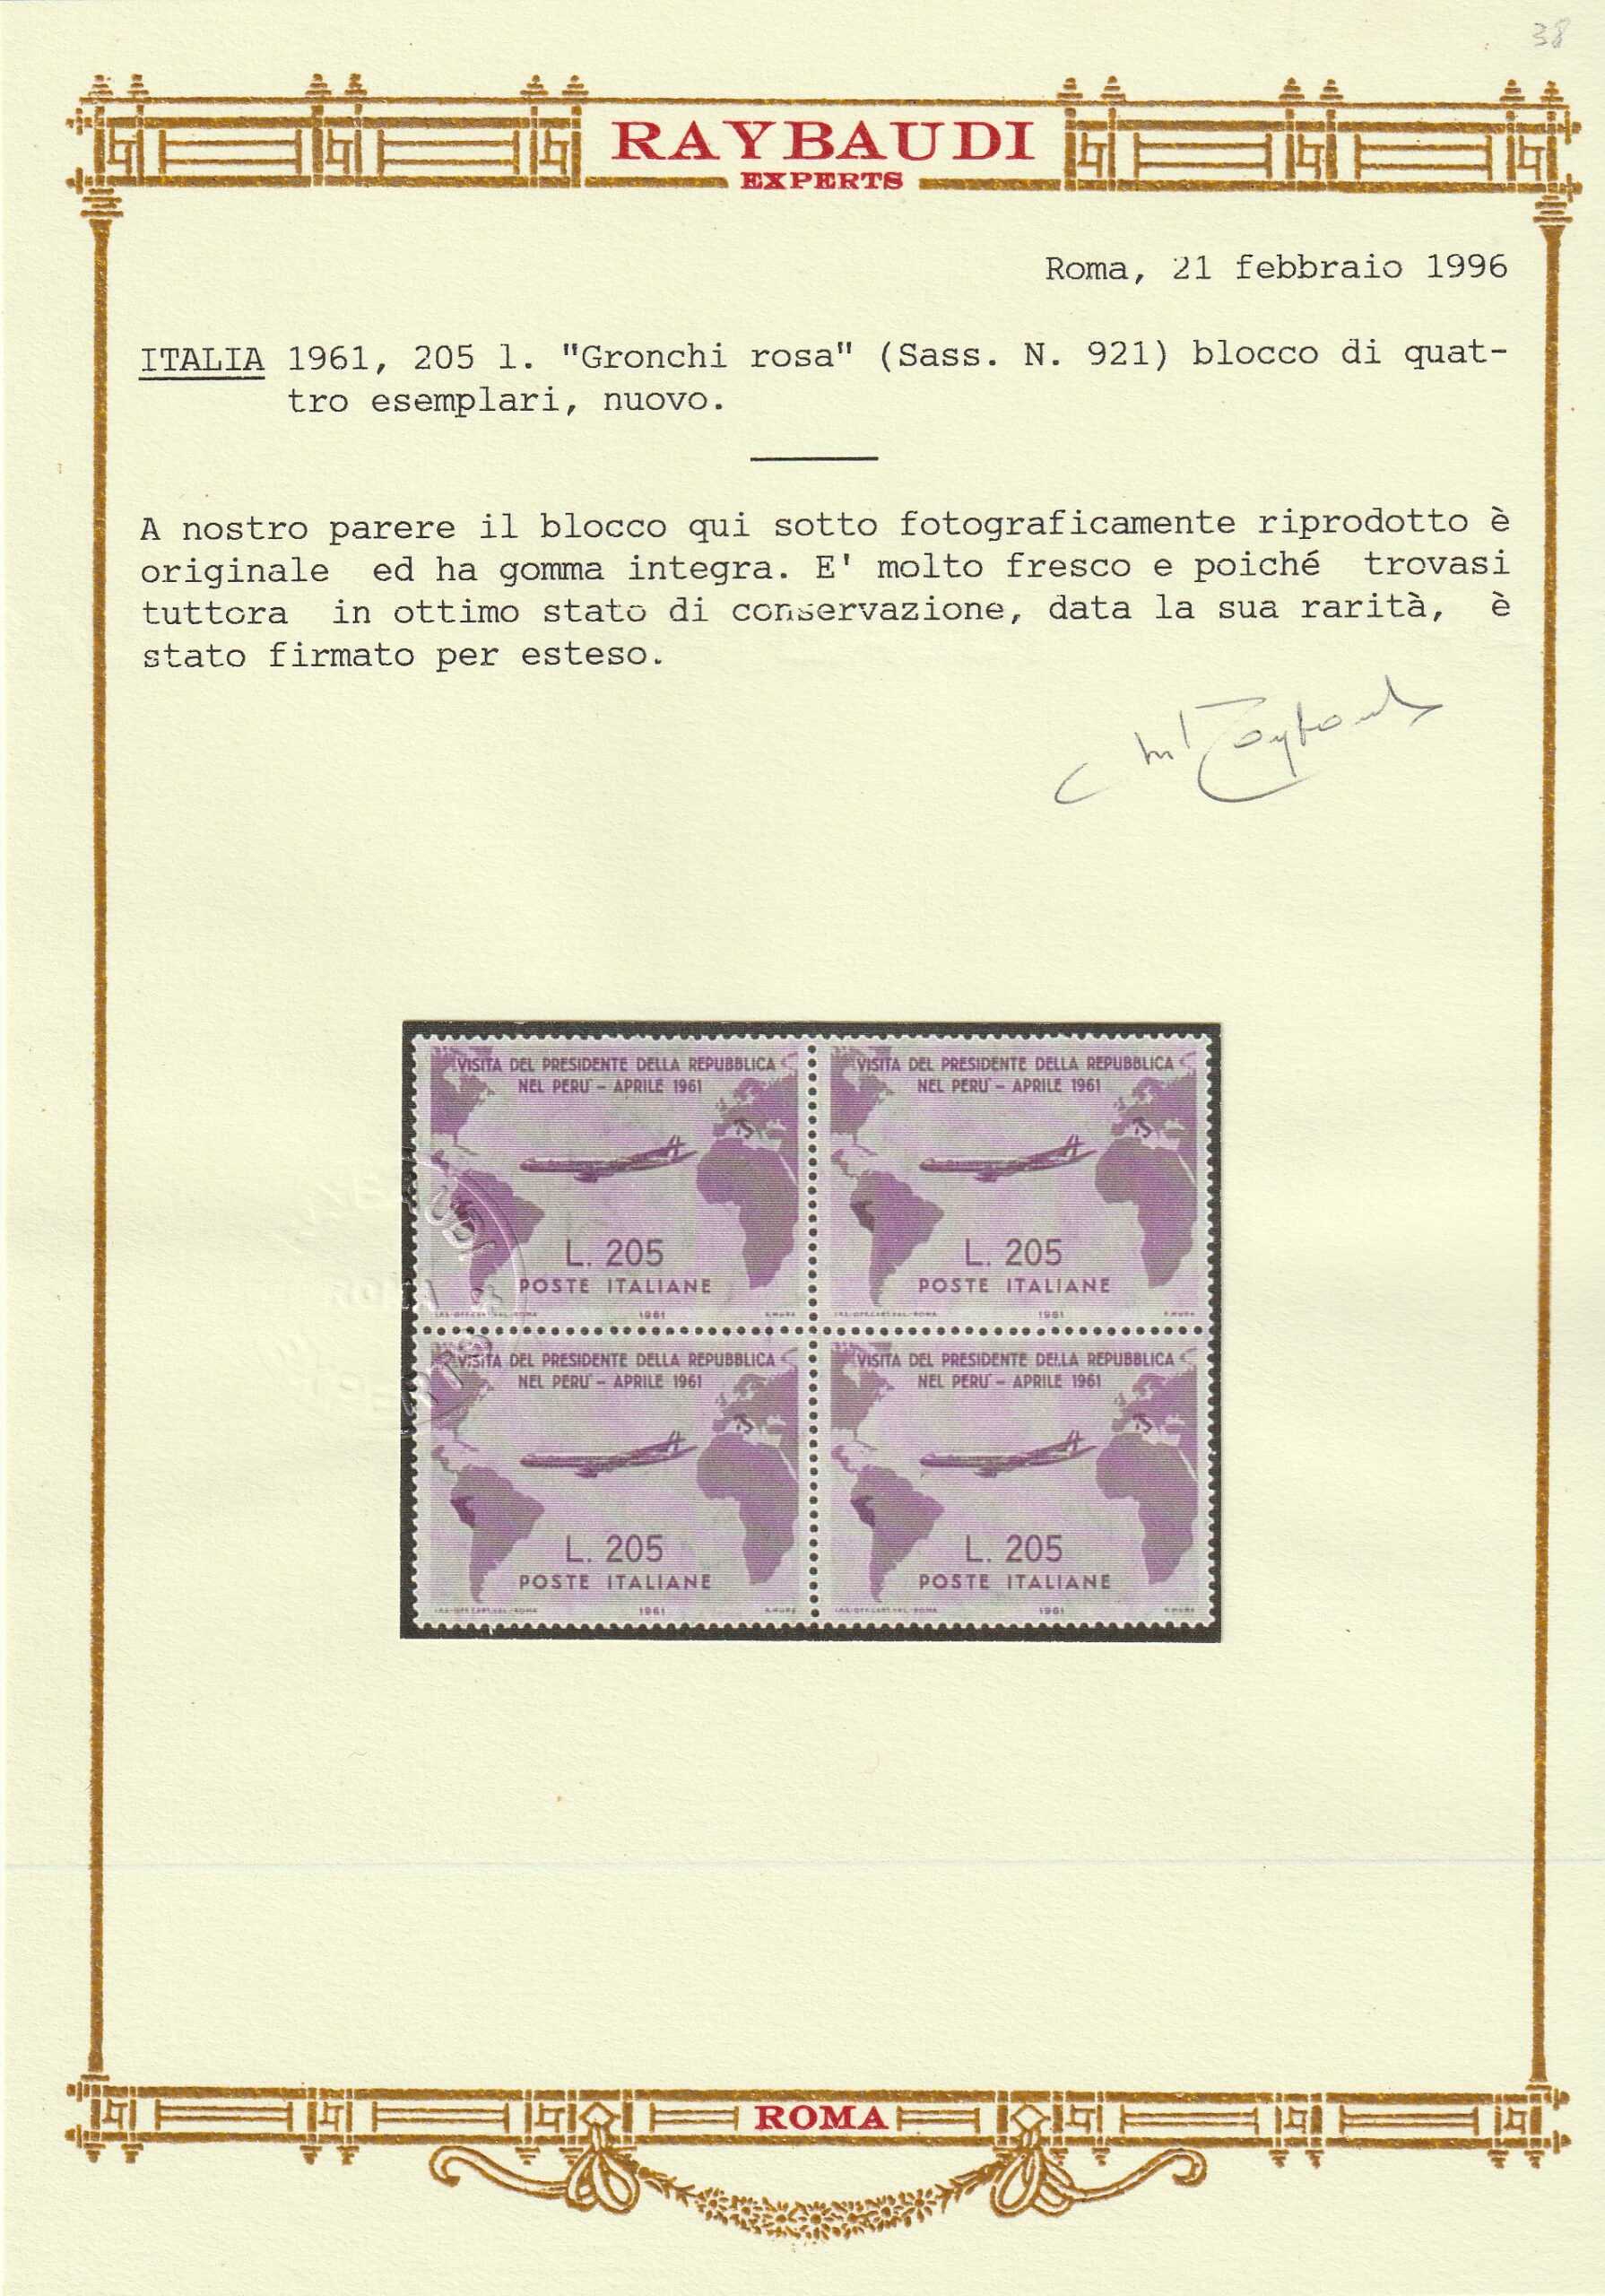 38
RAYBAUDI
EXPERTS
Roma, 21 febbraio 1996
ITALIA 1961, 205 l. "Gronchi rosa" (Sass. N. 921) blocco di quat-
tro esemplari, nuovo.
A nostro parere il blocco qui sotto fotograficamente riprodotto è
originale ed ha gomma integra. E' molto fresco e poiché trovasi
tuttora in ottimo stato di conservazione, data la sua rarità, è
stato firmato per esteso.
VISITA DEL PRESIDENTE DELLA REPUBBLICA
NEL PERU' - APRILE 1961
L. 205
POSTE ITALIANE
1961
VISITA DEL PRESIDENTE DELLA REPUBBLICA
NEL PERU' - APRILE 1961
L. 205
POSTE ITALIANE
1961
RAYBAUDI
ROMA
EXPERTS
VISITA DEL PRESIDENTE DELLA REPUBBLICA
NEL PERU' - APRILE 1961
L. 205
POSTE ITALIANE
1961
VISITA DEL PRESIDENTE DELLA REPUBBLICA
NEL PERU' - APRILE 1961
L. 205
POSTE ITALIANE
1961
ROMA